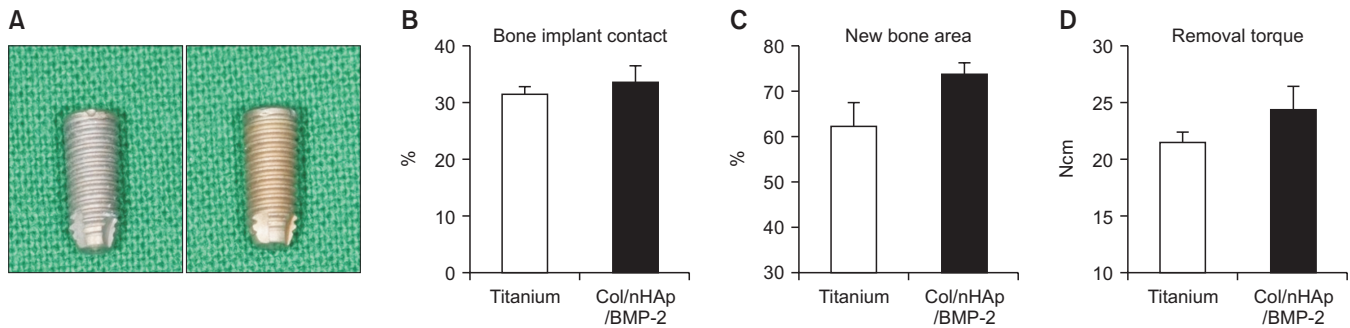 A
B
Bone implant contact
40
30
20
10
0
%
Titanium
Col/nHAp
/BMP-2
C
New bone area
80
70
60
50
40
30
%
Titanium
Col/nHAp
/BMP-2
D
Removal torque
30
25
20
15
10
Ncm
Titanium
Col/nHAp
/BMP-2